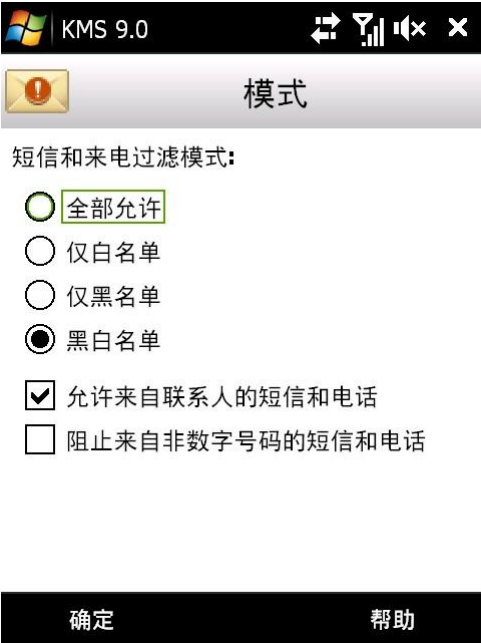 KMS 9.0
模式
短信和来电过滤模式:
全部允许
仅白名单
仅黑名单
黑白名单
允许来自联系人的短信和电话
阻止来自非数字号码的短信和电话
确定 帮助